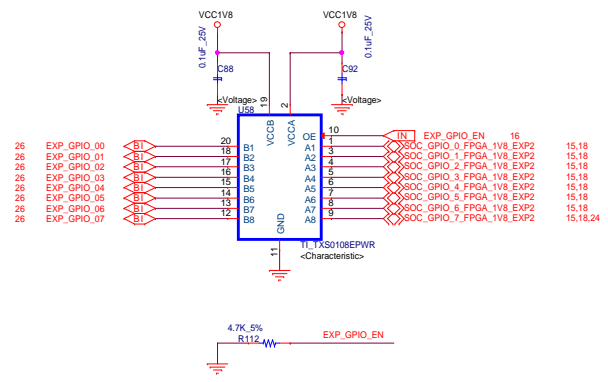 VCC1V8 VCC1V8
0.1uF_25V 0.1uF_25V
C88 C92
<Voltage> 19 2 <Voltage>
U58
VCCB VCCA
OE 10 IN EXP_GPIO_EN 16
26 EXP_GPIO_00 BI 20 B1 A1 1 SOC_GPIO_0_FPGA_1V8_EXP2 15,18
26 EXP_GPIO_01 BI 18 B2 A2 3 SOC_GPIO_1_FPGA_1V8_EXP2 15,18
26 EXP_GPIO_02 BI 17 B3 A3 4 SOC_GPIO_2_FPGA_1V8_EXP2 15,18
26 EXP_GPIO_03 BI 16 B4 A4 5 SOC_GPIO_3_FPGA_1V8_EXP2 15,18
26 EXP_GPIO_04 BI 15 B5 A5 6 SOC_GPIO_4_FPGA_1V8_EXP2 15,18
26 EXP_GPIO_05 BI 14 B6 A6 7 SOC_GPIO_5_FPGA_1V8_EXP2 15,18
26 EXP_GPIO_06 BI 13 B7 A7 8 SOC_GPIO_6_FPGA_1V8_EXP2 15,18
26 EXP_GPIO_07 BI 12 B8 A8 9 SOC_GPIO_7_FPGA_1V8_EXP2 15,18,24
GND
11 TI_TXS0108EPWR
<Characteristic>
4.7K_5%
R112 EXP_GPIO_EN